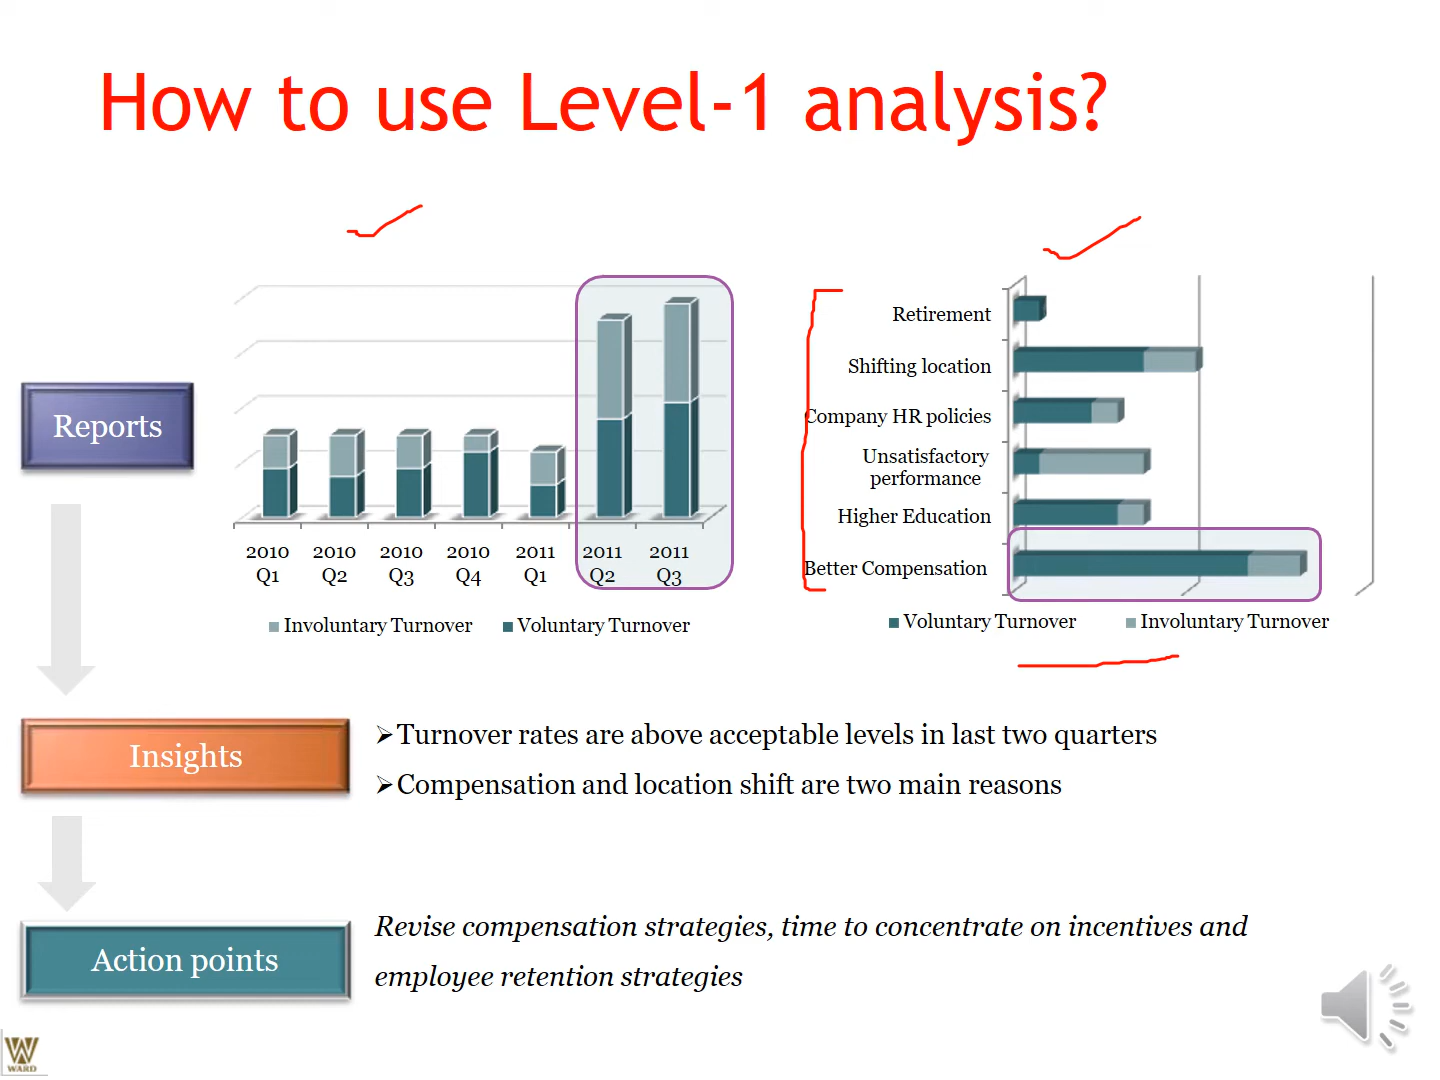 How to use Level-1 analysis?
Reports
2010 Q1
2010 Q2
2010 Q3
2010 Q4
2011 Q1
2011 Q2
2011 Q3
Involuntary Turnover
Voluntary Turnover
Retirement
Shifting location
Company HR policies
Unsatisfactory
performance
Higher Education
Better Compensation
Voluntary Turnover
Involuntary Turnover
Insights
➢Turnover rates are above acceptable levels in last two quarters
➢Compensation and location shift are two main reasons
Action points
Revise compensation strategies, time to concentrate on incentives and
employee retention strategies
W
WARD